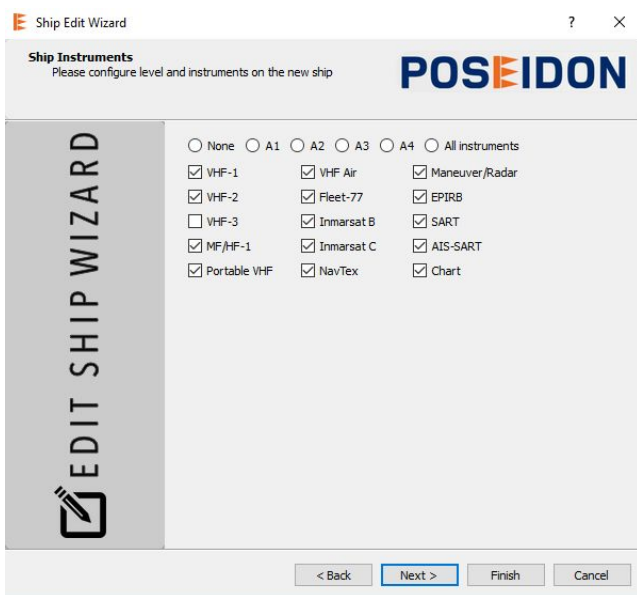 Ship Edit Wizard ? ×
Ship Instruments
Please configure level and instruments on the new ship
POSEIDON
EDIT SHIP WIZARD
None A1 A2 A3 A4 All instruments
VHF-1 VHF Air Maneuver/Radar
VHF-2 Fleet-77 EPIRB
VHF-3 Inmarsat B SART
MF/HF-1 Inmarsat C AIS-SART
Portable VHF NavTex Chart
< Back Next > Finish Cancel